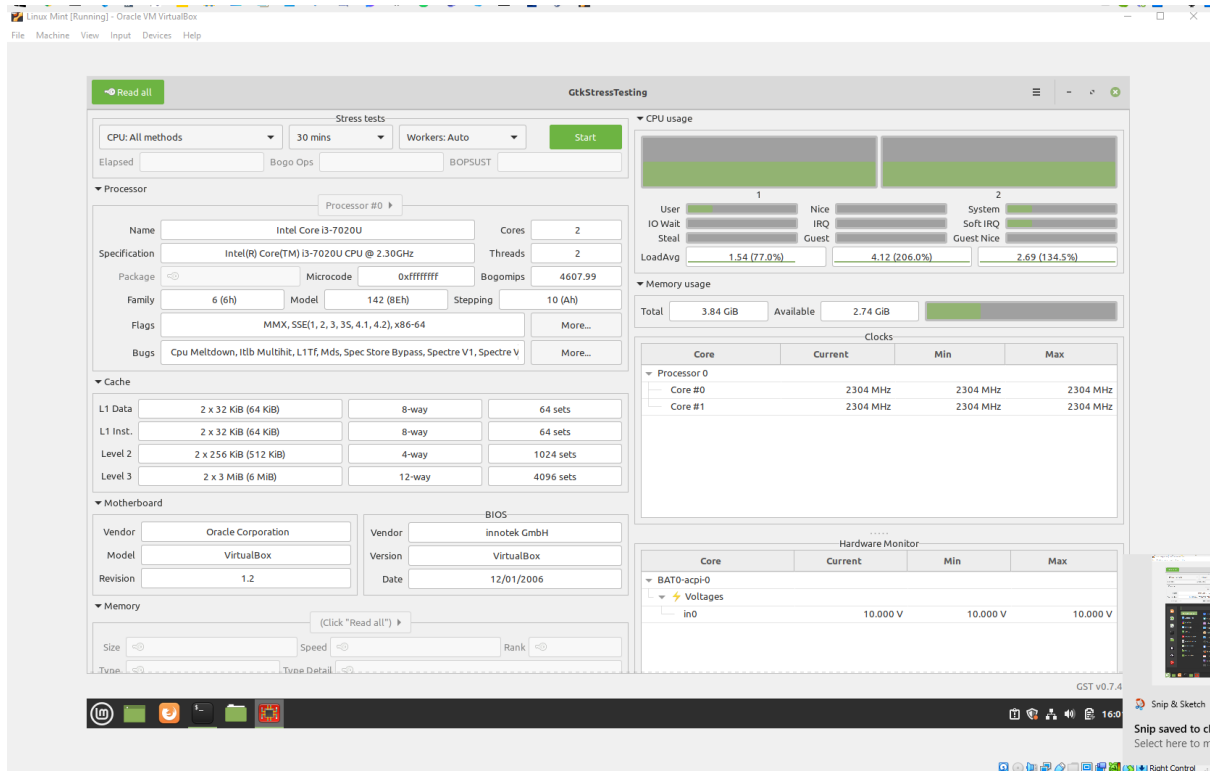 Linux Mint [Running] - Oracle VM VirtualBox
File Machine View Input Devices Help
Read all
GtkStressTesting
Stress tests
CPU: All methods 30 mins Workers: Auto Start
Elapsed Bogo Ops BOPSUST
Processor
Processor #0
Name Intel Core i3-7020U Cores 2
Specification Intel(R) Core(TM) i3-7020U CPU @ 2.30GHz Threads 2
Package Microcode 0xffffffff Bogomips 4607.99
Family 6 (6h) Model 142 (8Eh) Stepping 10 (Ah)
Flags MMX, SSE(1, 2, 3, 3S, 4.1, 4.2), x86-64 More...
Bugs Cpu Meltdown, Itlb Multihit, L1Tf, Mds, Spec Store Bypass, Spectre V1, Spectre V More...
Cache
L1 Data 2 x 32 KiB (64 KiB) 8-way 64 sets
L1 Inst. 2 x 32 KiB (64 KiB) 8-way 64 sets
Level 2 2 x 256 KiB (512 KiB) 4-way 1024 sets
Level 3 2 x 3 MiB (6 MiB) 12-way 4096 sets
Motherboard
BIOS
Vendor Oracle Corporation Vendor innotek GmbH
Model VirtualBox Version VirtualBox
Revision 1.2 Date 12/01/2006
Memory
(Click "Read all")
Size Speed Rank
Type Type Detail
CPU usage
1 2
User Nice System
IO Wait IRQ Soft IRQ
Steal Guest Guest Nice
LoadAvg 1.54 (77.0%) 4.12 (206.0%) 2.69 (134.5%)
Memory usage
Total 3.84 GiB Available 2.74 GiB
Clocks
Core Current Min Max
Processor 0
Core #0 2304 MHz 2304 MHz 2304 MHz
Core #1 2304 MHz 2304 MHz 2304 MHz
Hardware Monitor
Core Current Min Max
BAT0-acpi-0
Voltages
in0 10.000 V 10.000 V 10.000 V
GST v0.7.4
16:0
Snip & Sketch
Snip saved to cl
Select here to m
Right Control